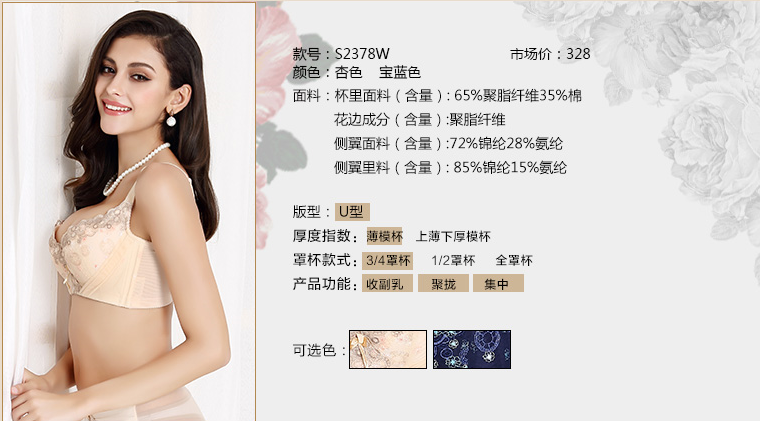 款号：S2378W 市场价：328
颜色：杏色 宝蓝色
面料：杯里面料（含量）: 65%聚脂纤维35%棉
花边成分（含量）:聚脂纤维
侧翼面料（含量）: 72%锦纶28%氨纶
侧翼里料（含量）: 85%锦纶15%氨纶
版型： U型
厚度指数： 薄模杯 上薄下厚模杯
罩杯款式： 3/4罩杯 1/2罩杯 全罩杯
产品功能： 收副乳 聚拢 集中
可选色：